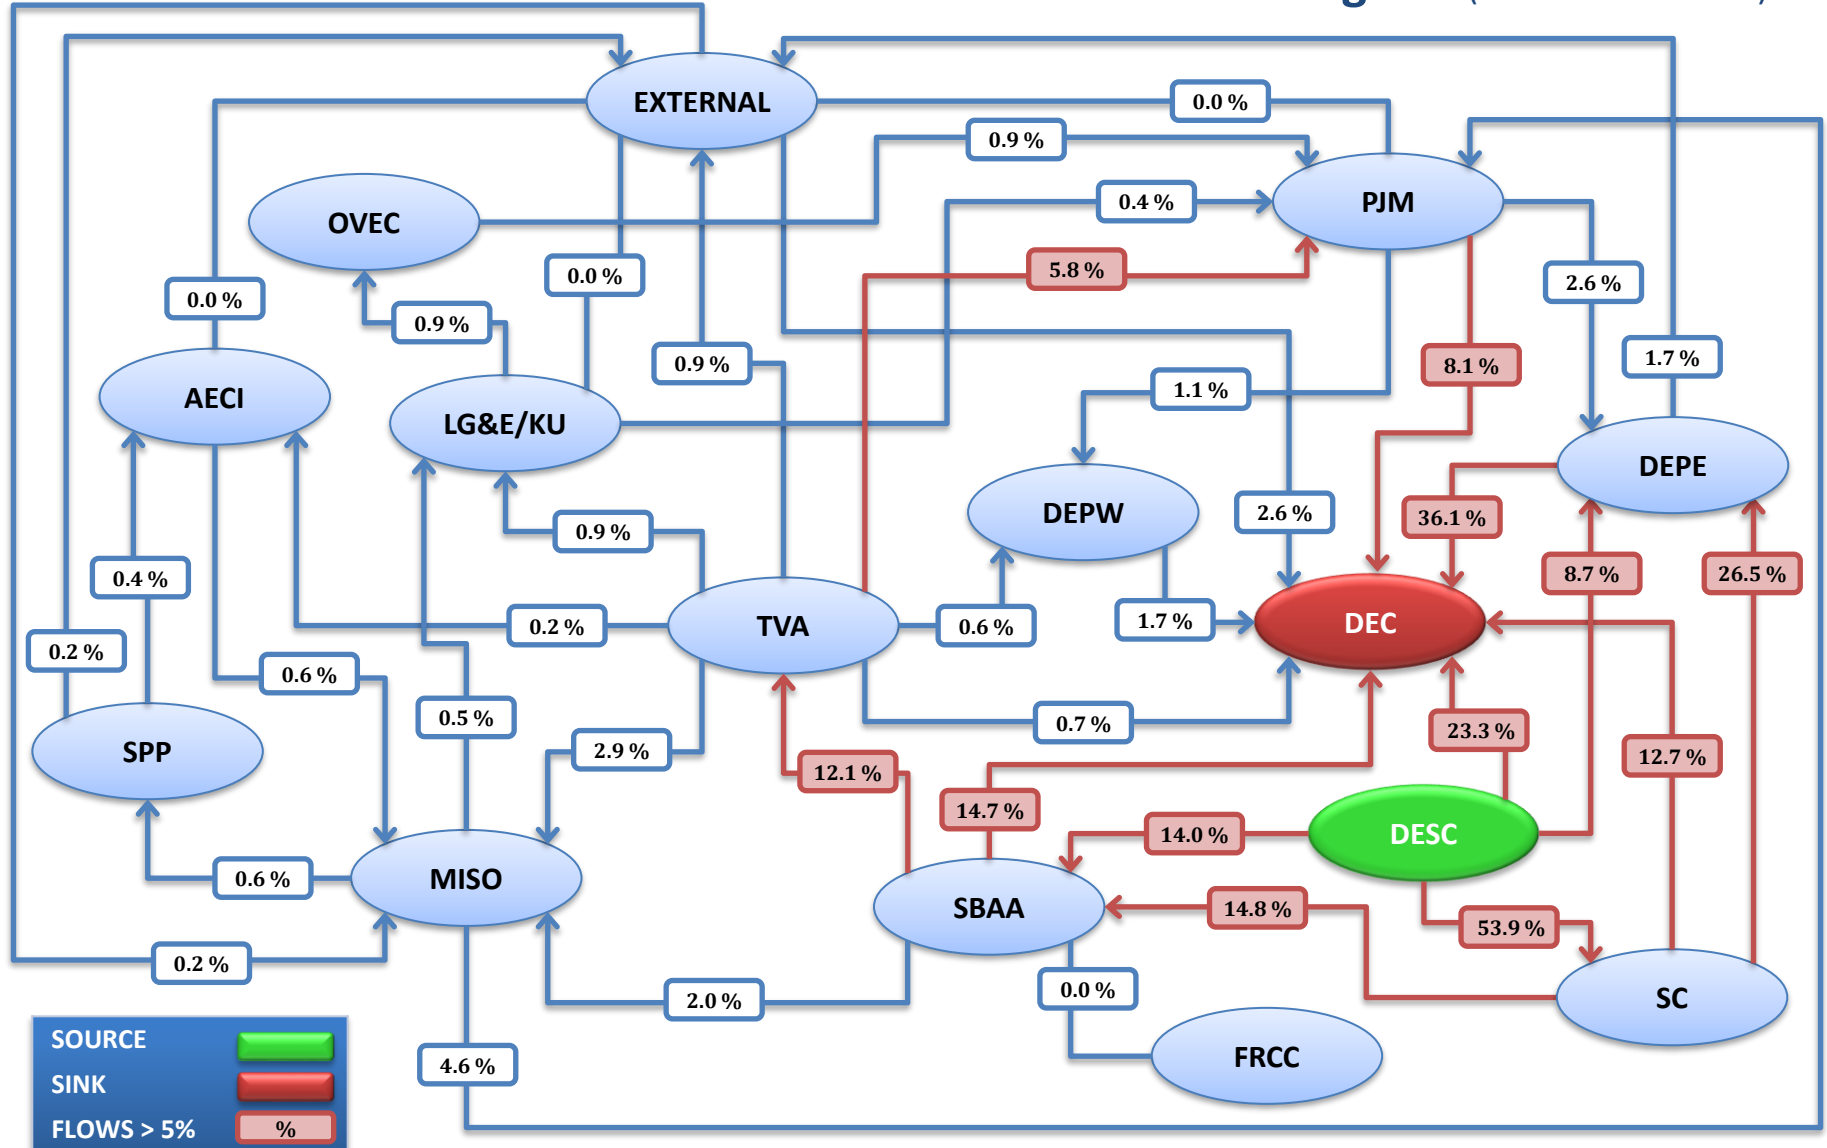 EXTERNAL
0.0 %
0.9 %
OVEC
0.4 %
PJM
5.8 %
0.0 %
0.0 %
2.6 %
0.9 %
0.9 %
1.7 %
8.1 %
1.1 %
AECI
LG&E/KU
DEPE
DEPW
2.6 %
36.1 %
0.9 %
0.4 %
8.7 %
26.5 %
0.2 %
TVA
0.6 %
1.7 %
DEC
0.2 %
0.6 %
0.5 %
0.7 %
23.3 %
SPP
2.9 %
12.1 %
12.7 %
14.7 %
14.0 %
DESC
0.6 %
MISO
SBAA
14.8 %
53.9 %
0.2 %
2.0 %
0.0 %
SC
SOURCE
4.6 %
FRCC
SINK
FLOWS > 5%
%